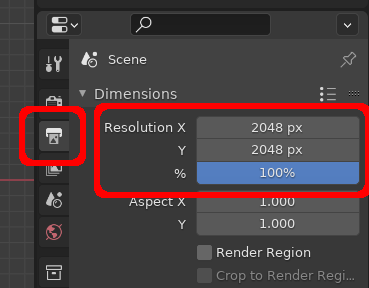 Scene
Dimensions
Resolution X 2048 px
Y 2048 px
% 100%
Aspect X 1.000
Y 1.000
Render Region
Crop to Render Regi...